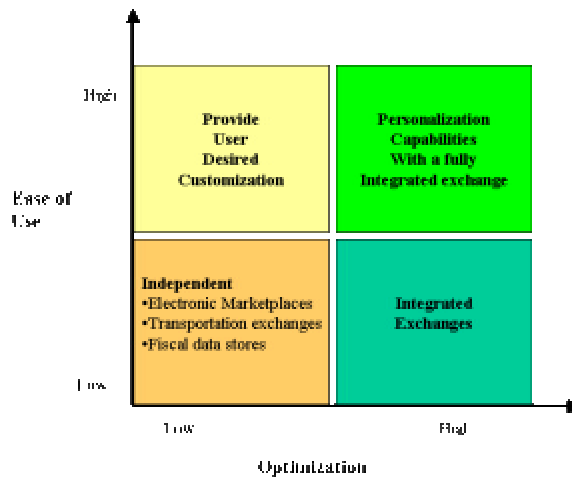 High
Provide
User
Desired
Customization
Personalization
Capabilities
With a fully
Integrated exchange
Ease of
Use
Independent
•Electronic Marketplaces
•Transportation exchanges
•Fiscal data stores
Integrated
Exchanges
Low
Low
High
Optimization